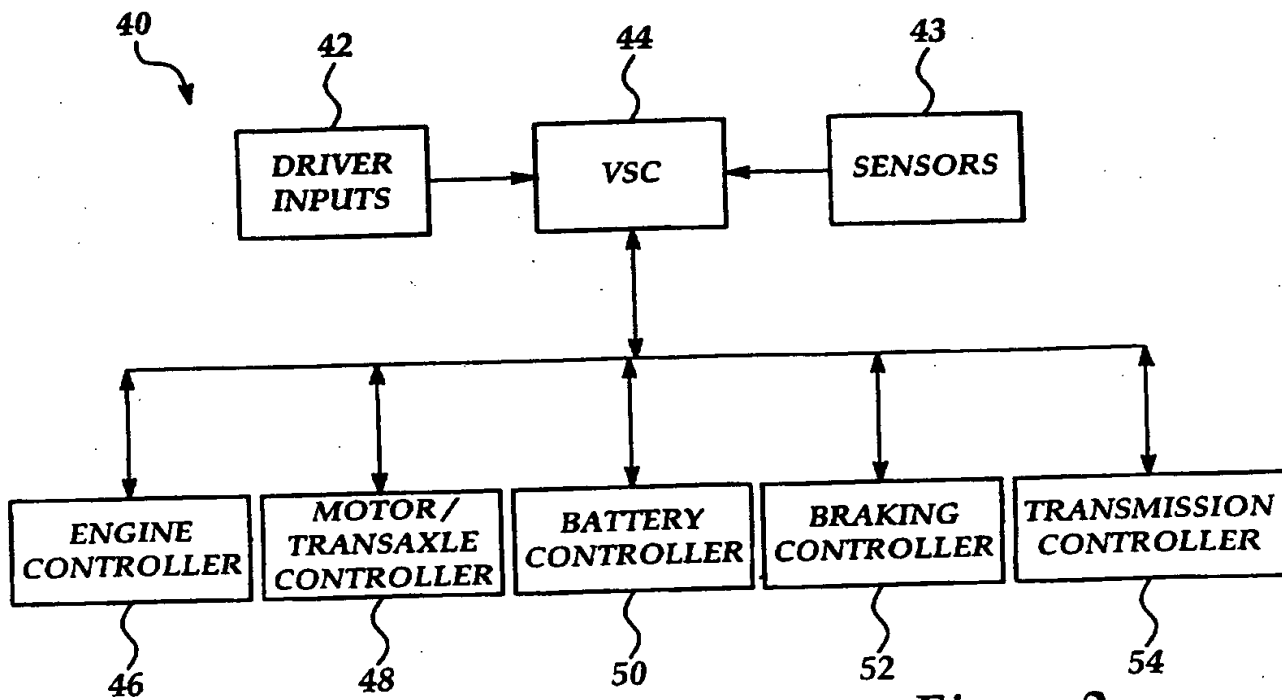 40
42
44
43
DRIVER
INPUTS
VSC
SENSORS
ENGINE
CONTROLLER
MOTOR/
TRANSAXLE
CONTROLLER
BATTERY
CONTROLLER
BRAKING
CONTROLLER
TRANSMISSION
CONTROLLER
46
48
50
52
54